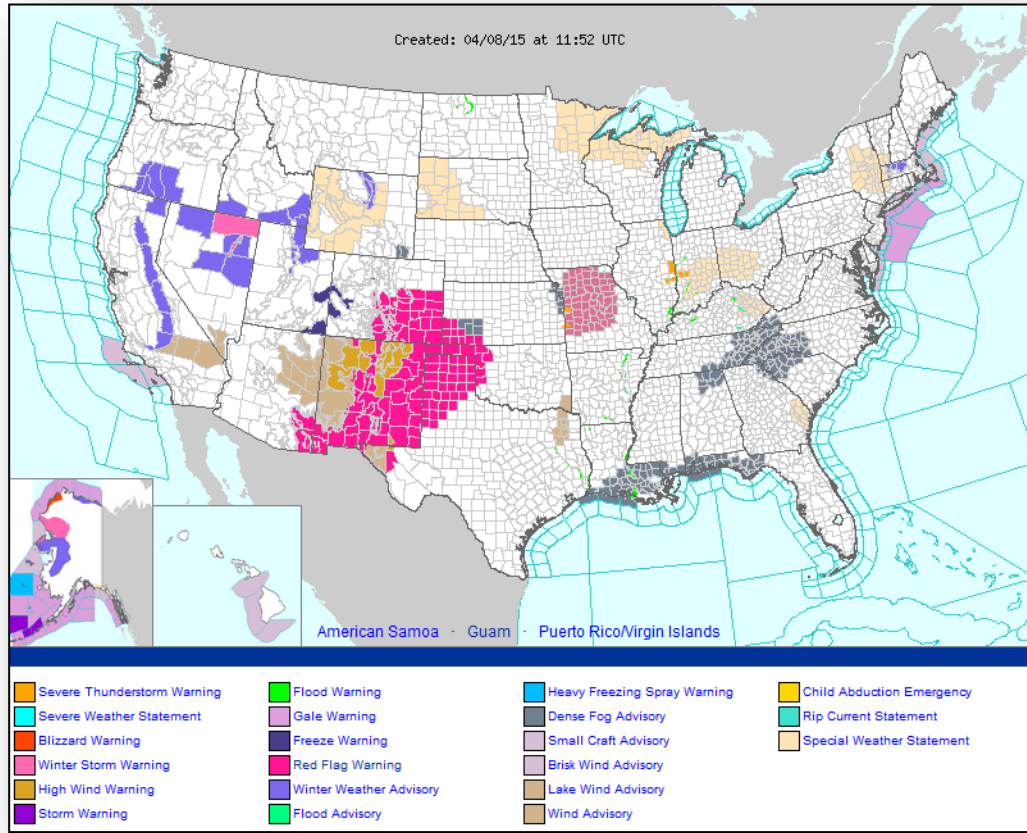 Created: 04/08/15 at 11:52 UTC
American Samoa · Guam · Puerto Rico/Virgin Islands
Severe Thunderstorm Warning
Severe Weather Statement
Blizzard Warning
Winter Storm Warning
High Wind Warning
Storm Warning
Flood Warning
Gale Warning
Freeze Warning
Red Flag Warning
Winter Weather Advisory
Flood Advisory
Heavy Freezing Spray Warning
Dense Fog Advisory
Small Craft Advisory
Brisk Wind Advisory
Lake Wind Advisory
Wind Advisory
Child Abduction Emergency
Rip Current Statement
Special Weather Statement